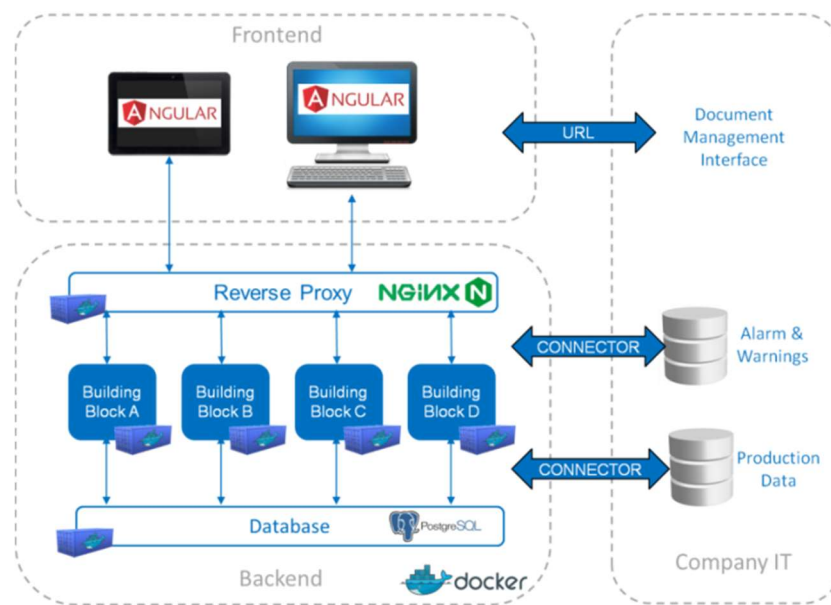 Frontend
ANGULAR
ANGULAR
URL
Document
Management
Interface
Reverse Proxy NGiNX N
Building
Block A
Building
Block B
Building
Block C
Building
Block D
CONNECTOR
Alarm &
Warnings
CONNECTOR
Production
Data
Database PostgreSQL
Backend
docker
Company IT